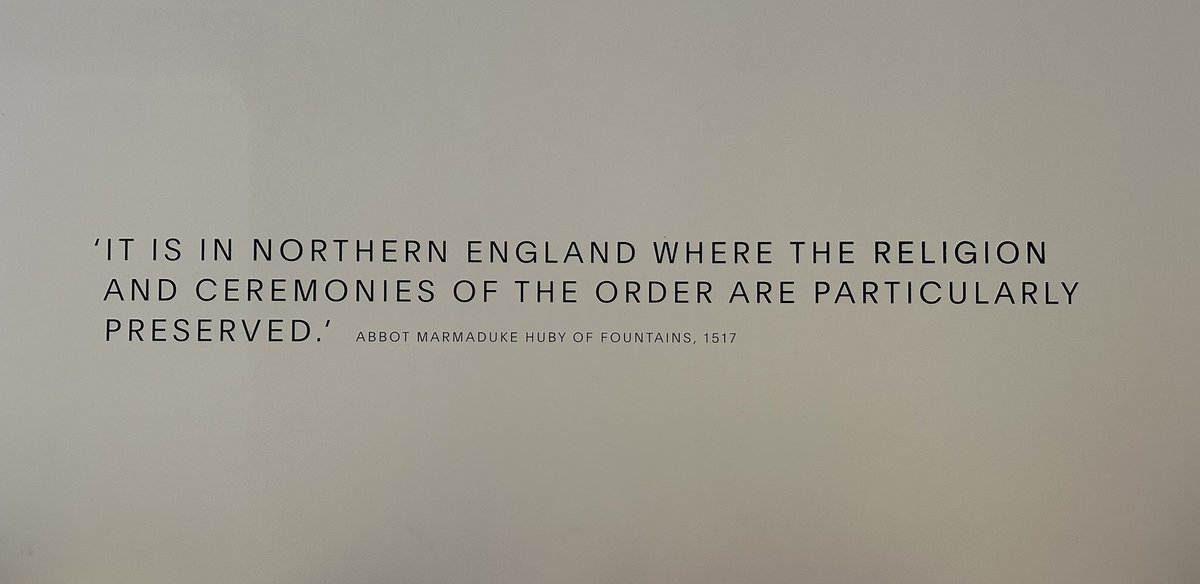 ‘IT IS IN NORTHERN ENGLAND WHERE THE RELIGION
AND CEREMONIES OF THE ORDER ARE PARTICULARLY
PRESERVED.’ ABBOT MARMADUKE HUBY OF FOUNTAINS, 1517